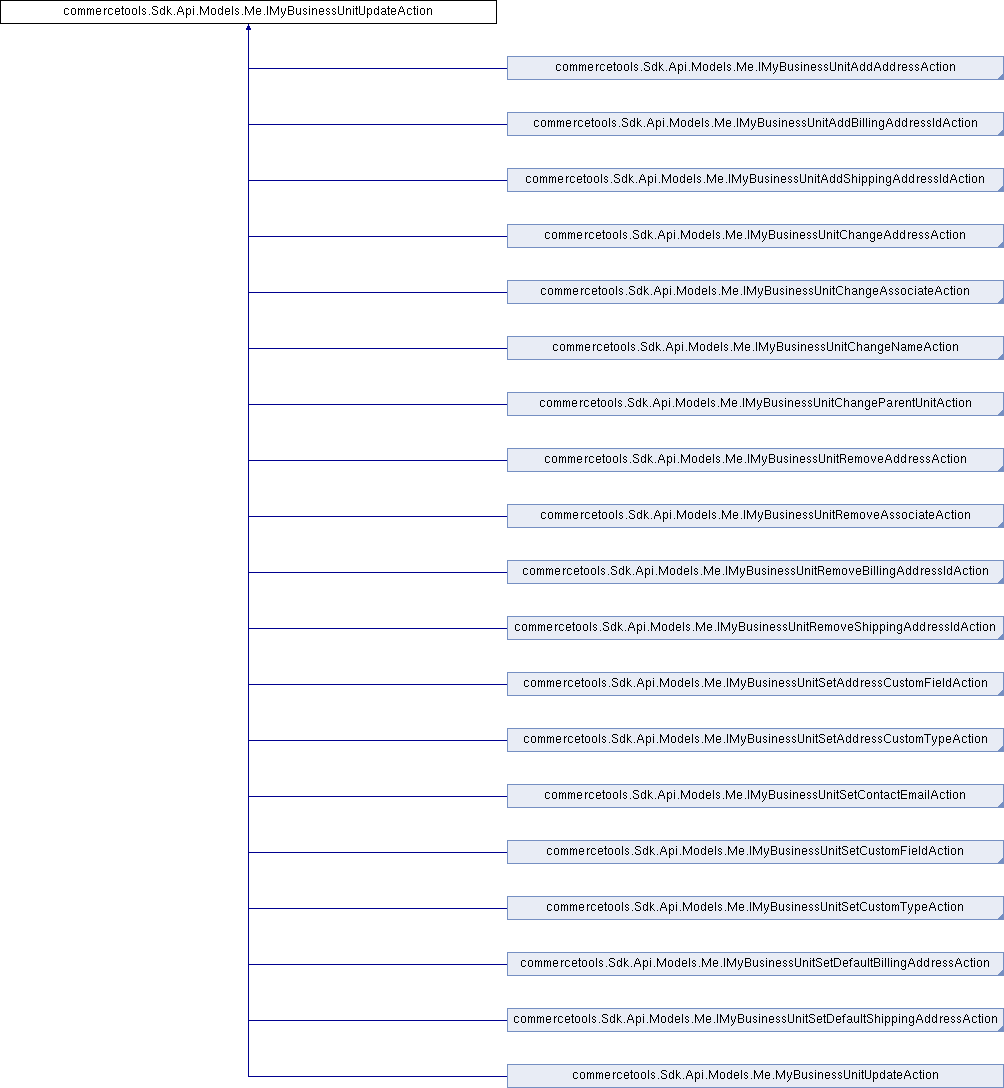 commercetools.Sdk.Api.Models.Me.IMyBusinessUnitUpdateAction
commercetools.Sdk.Api.Models.Me.IMyBusinessUnitAddAddressAction
commercetools.Sdk.Api.Models.Me.IMyBusinessUnitAddBillingAddressIdAction
commercetools.Sdk.Api.Models.Me.IMyBusinessUnitAddShippingAddressIdAction
commercetools.Sdk.Api.Models.Me.IMyBusinessUnitChangeAddressAction
commercetools.Sdk.Api.Models.Me.IMyBusinessUnitChangeAssociateAction
commercetools.Sdk.Api.Models.Me.IMyBusinessUnitChangeNameAction
commercetools.Sdk.Api.Models.Me.IMyBusinessUnitChangeParentUnitAction
commercetools.Sdk.Api.Models.Me.IMyBusinessUnitRemoveAddressAction
commercetools.Sdk.Api.Models.Me.IMyBusinessUnitRemoveAssociateAction
commercetools.Sdk.Api.Models.Me.IMyBusinessUnitRemoveBillingAddressIdAction
commercetools.Sdk.Api.Models.Me.IMyBusinessUnitRemoveShippingAddressIdAction
commercetools.Sdk.Api.Models.Me.IMyBusinessUnitSetAddressCustomFieldAction
commercetools.Sdk.Api.Models.Me.IMyBusinessUnitSetAddressCustomTypeAction
commercetools.Sdk.Api.Models.Me.IMyBusinessUnitSetContactEmailAction
commercetools.Sdk.Api.Models.Me.IMyBusinessUnitSetCustomFieldAction
commercetools.Sdk.Api.Models.Me.IMyBusinessUnitSetCustomTypeAction
commercetools.Sdk.Api.Models.Me.IMyBusinessUnitSetDefaultBillingAddressAction
commercetools.Sdk.Api.Models.Me.IMyBusinessUnitSetDefaultShippingAddressAction
commercetools.Sdk.Api.Models.Me.MyBusinessUnitUpdateAction